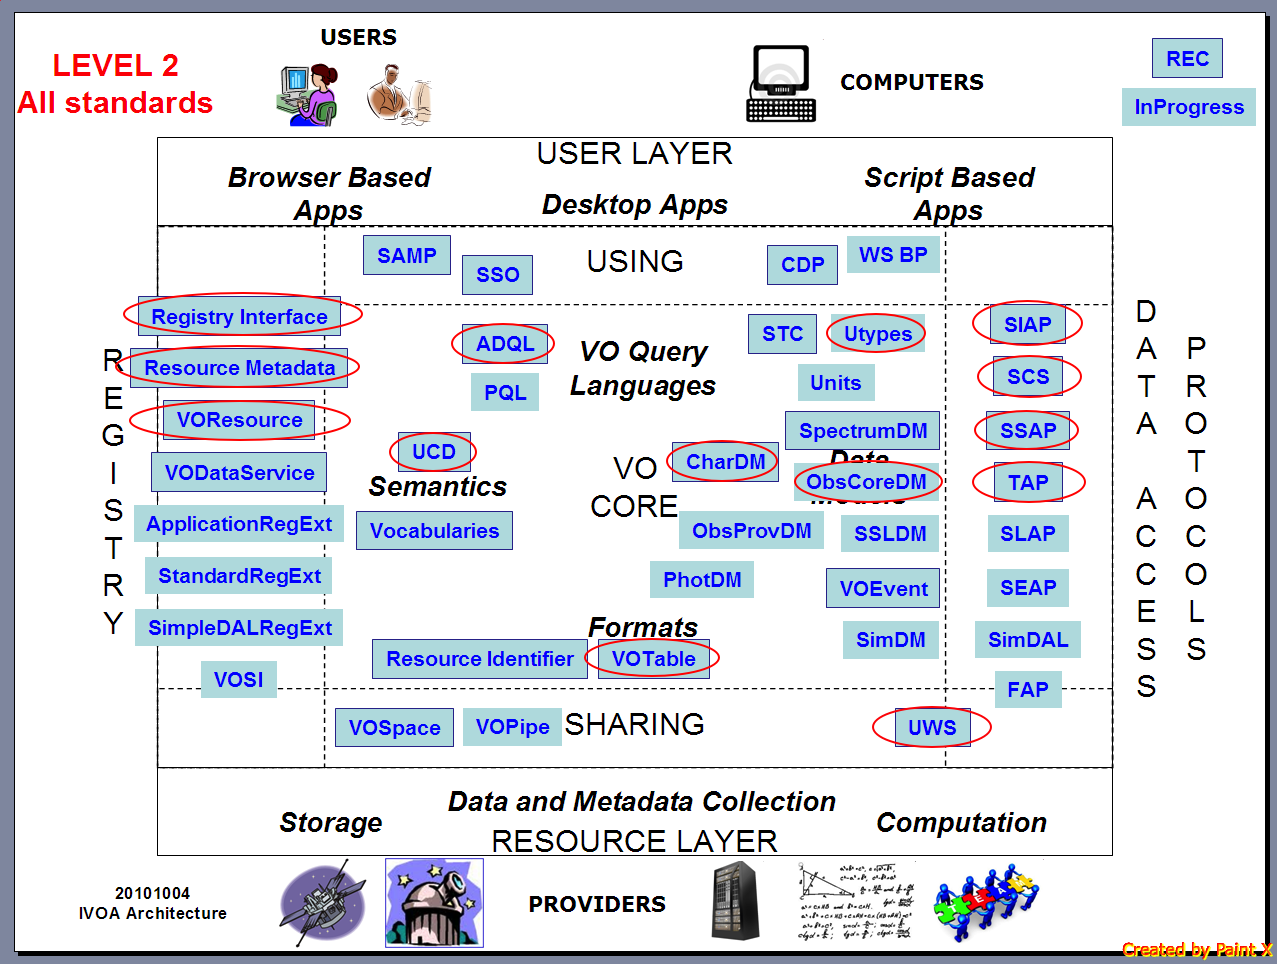 LEVEL 2
All standards
USERS
COMPUTERS
REC
InProgress
USER LAYER
Browser Based
Apps
Desktop Apps
Script Based
Apps
SAMP
SSO
USING
CDP
WS BP
REGISTRY
Registry Interface
Resource Metadata
VOResource
VODataService
ApplicationRegExt
StandardRegExt
SimpleDALRegExt
VOSI
ADQL
PQL
VO Query
Languages
STC
Utypes
Units
SpectrumDM
UCD
Semantics
Vocabularies
VO
CORE
CharDM
Data
Models
ObsCoreDM
ObsProvDM
SSLDM
PhotDM
VOEvent
SimDM
Formats
Resource Identifier
VOTable
SIAP
SCS
SSAP
TAP
SLAP
SEAP
SimDAL
FAP
DATA ACCESS
PROTOCOLS
VOSpace
VOPipe
SHARING
UWS
Data and Metadata Collection
Storage
RESOURCE LAYER
Computation
20101004
IVOA Architecture
PROVIDERS
Created by Paint X